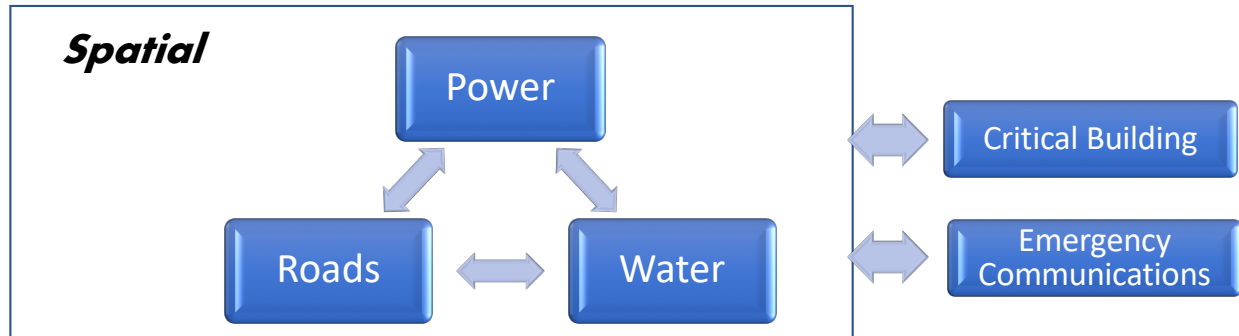 Spatial
Power
Critical Building
Roads
Water
Emergency
Communications